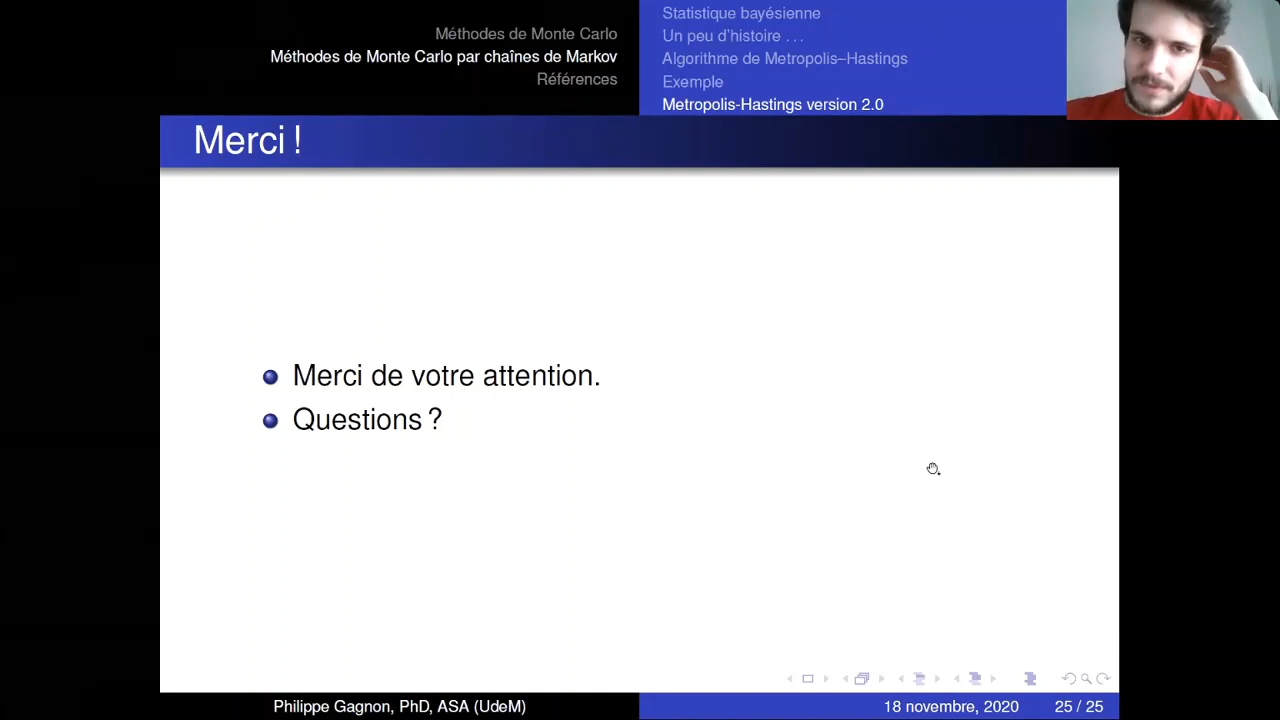 Méthodes de Monte Carlo
Méthodes de Monte Carlo par chaînes de Markov
Références
Statistique bayésienne
Un peu d'histoire ...
Algorithme de Metropolis–Hastings
Exemple
Metropolis-Hastings version 2.0
Merci !
Merci de votre attention.
Questions ?
Philippe Gagnon, PhD, ASA (UdeM)
18 novembre, 2020
25 / 25